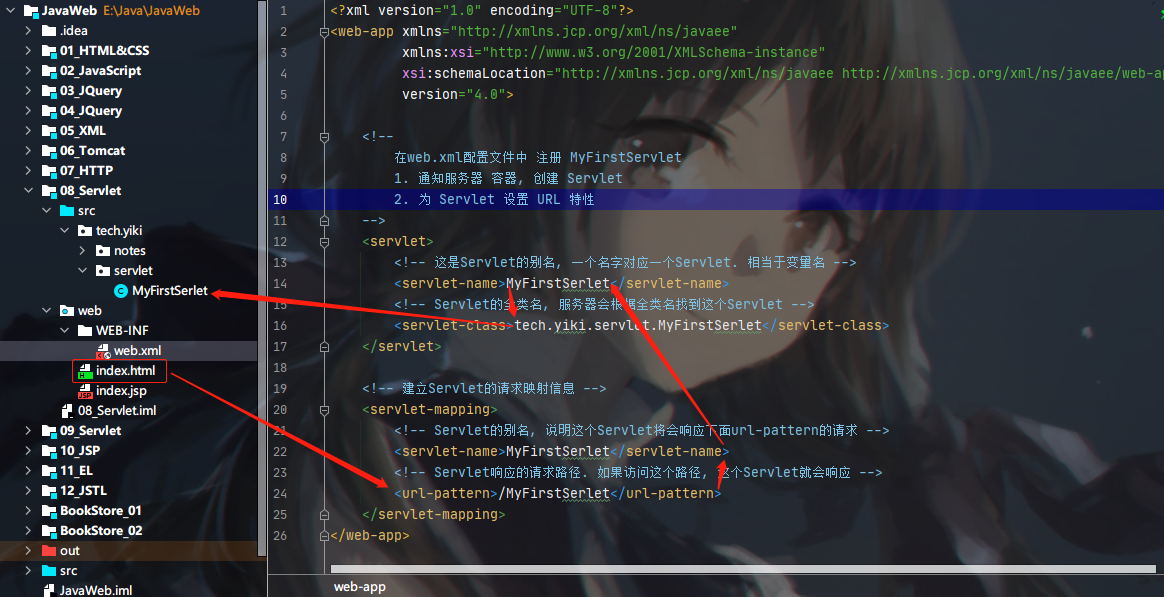 JavaWeb E:\Java\JavaWeb
.idea
01_HTML&CSS
02_JavaScript
03_JQuery
04_JQuery
05_XML
06_Tomcat
07_HTTP
08_Servlet
src
tech.yiki
notes
servlet
MyFirstSerlet
web
WEB-INF
web.xml
index.html
index.jsp
08_Servlet.iml
09_Servlet
10_JSP
11_EL
12_JSTL
BookStore_01
BookStore_02
out
src
JavaWeb.iml
1 <?xml version="1.0" encoding="UTF-8"?>
2 <web-app xmlns="http://xmlns.jcp.org/xml/ns/javaee"
3 xmlns:xsi="http://www.w3.org/2001/XMLSchema-instance"
4 xsi:schemaLocation="http://xmlns.jcp.org/xml/ns/javaee http://xmlns.jcp.org/xml/ns/javaee/web-ap
5 version="4.0">
6
7 <!--
8 在web.xml配置文件中 注册 MyFirstServlet
9 1. 通知服务器 容器, 创建 Servlet
10 2. 为 Servlet 设置 URL 特性
11 -->
12 <servlet>
13 <!-- 这是Servlet的别名, 一个名字对应一个Servlet. 相当于变量名 -->
14 <servlet-name>MyFirstSerlet</servlet-name>
15 <!-- Servlet的全类名, 服务器会根据全类名找到这个Servlet -->
16 <servlet-class>tech.yiki.servlet.MyFirstSerlet</servlet-class>
17 </servlet>
18
19 <!-- 建立Servlet的请求映射信息 -->
20 <servlet-mapping>
21 <!-- Servlet的别名, 说明这个Servlet将会响应下面url-pattern的请求 -->
22 <servlet-name>MyFirstSerlet</servlet-name>
23 <!-- Servlet响应的请求路径. 如果访问这个路径, 这个Servlet就会响应 -->
24 <url-pattern>/MyFirstSerlet</url-pattern>
25 </servlet-mapping>
26 </web-app>
web-app